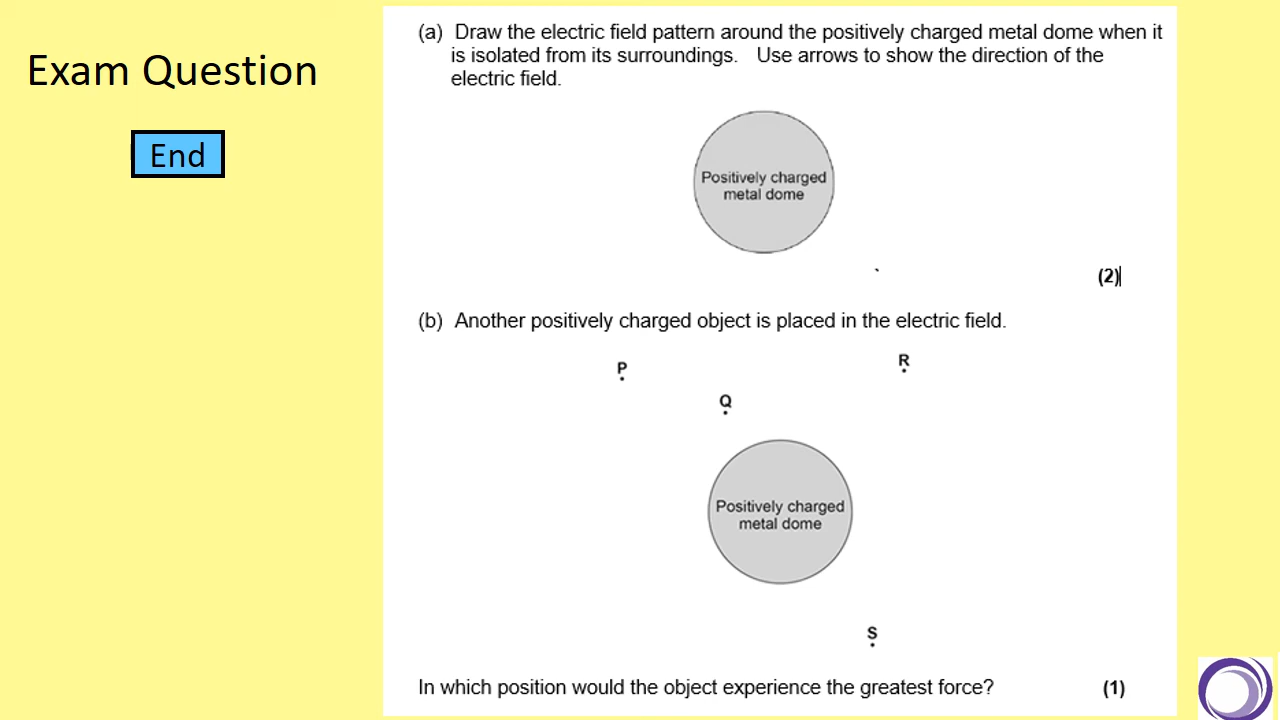 Exam Question
End
(a) Draw the electric field pattern around the positively charged metal dome when it
is isolated from its surroundings. Use arrows to show the direction of the
electric field.
Positively charged
metal dome
(2)
(b) Another positively charged object is placed in the electric field.
P
R
Q
Positively charged
metal dome
S
In which position would the object experience the greatest force?
(1)